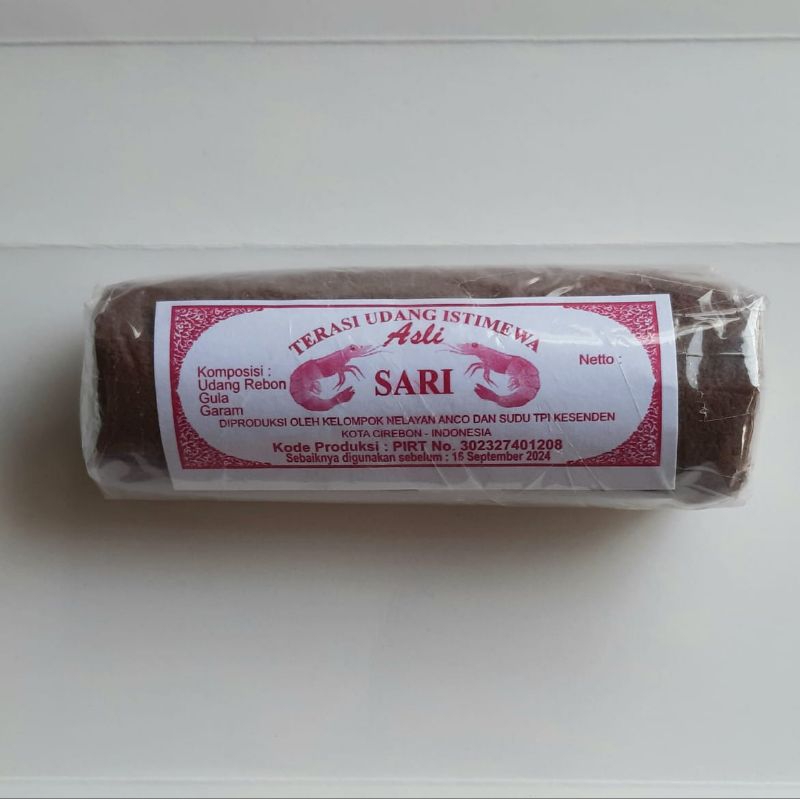 TERASI UDANG ISTIMEWA
Asli
SARI
Komposisi :
Udang Rebon
Gula
Garam
Netto :
DIPRODUKSI OLEH KELOMPOK NELAYAN ANCO DAN SUDU TPI KESENDEN
KOTA CIREBON - INDONESIA
Kode Produksi : PIRT No. 302327401208
Sebaiknya digunakan sebelum : 16 September 2024